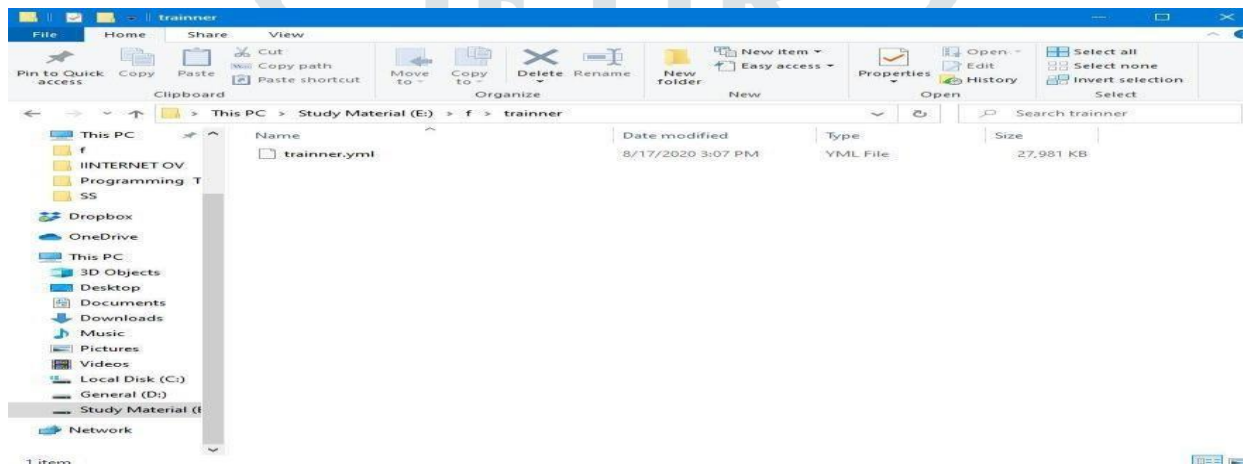 trainner
File Home Share View
Pin to Quick access
Copy
Paste
Cut
Copy path
Paste shortcut
Clipboard
Move to
Copy to
Delete
Rename
Organize
New folder
New item
Easy access
New
Properties
Open
Edit
History
Open
Select all
Select none
Invert selection
Select
> This PC > Study Material (E:) > f > trainner
Search trainner
Name Date modified Type Size
trainner.yml 8/17/2020 3:07 PM YML File 27,981 KB
This PC
f
IINTERNET OV
Programming T
SS
Dropbox
OneDrive
This PC
3D Objects
Desktop
Documents
Downloads
Music
Pictures
Videos
Local Disk (C:)
General (D:)
Study Material (E
Network
1 item